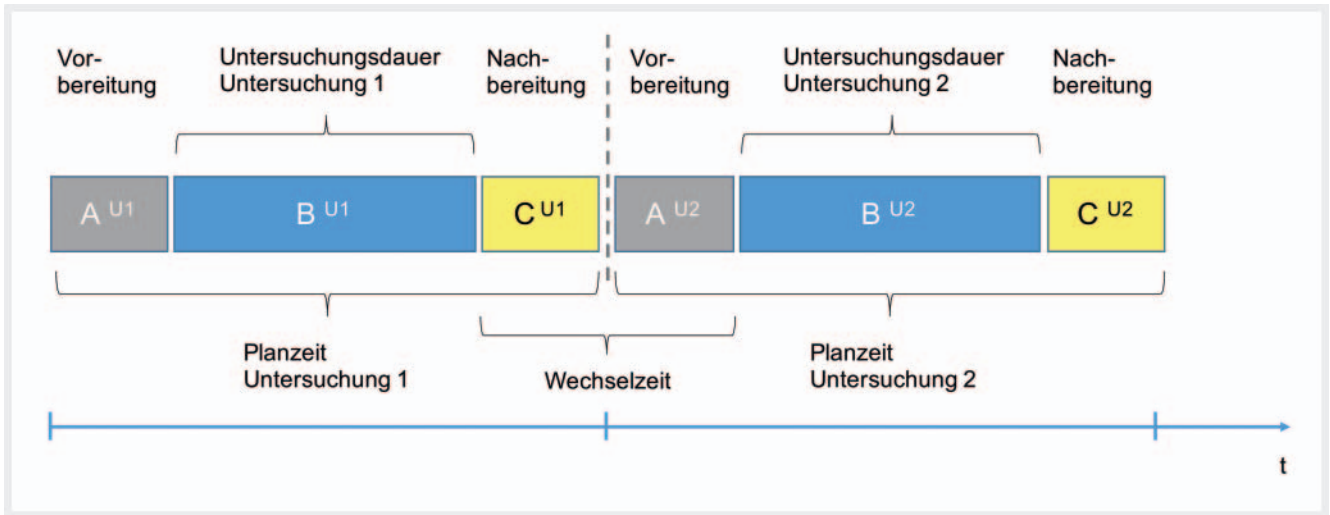 Vor-
bereitung
Untersuchungsdauer
Untersuchung 1
Nach-
bereitung
Vor-
bereitung
Untersuchungsdauer
Untersuchung 2
Nach-
bereitung
A U1
B U1
C U1
A U2
B U2
C U2
Planzeit
Untersuchung 1
Wechselzeit
Planzeit
Untersuchung 2
t